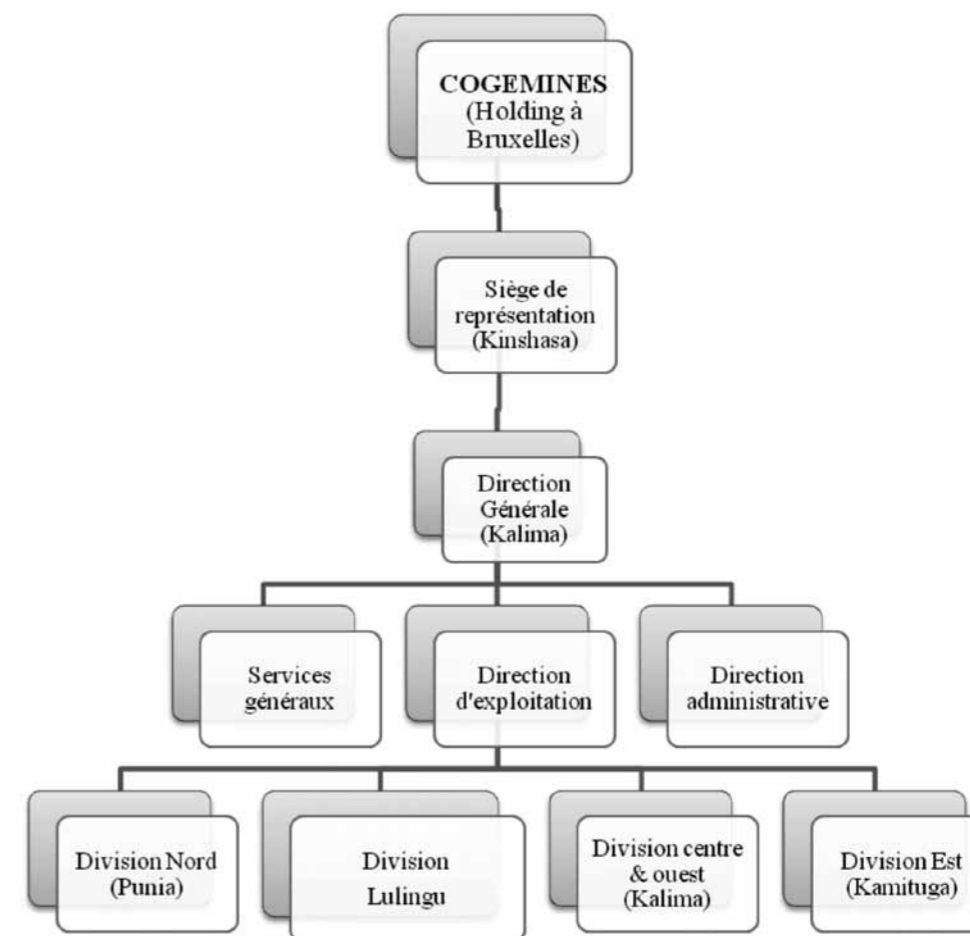 COGEMINES
(Holding à
Bruxelles)
Siège de
représentation
(Kinshasa)
Direction
Générale
(Kalima)
Services
généraux
Direction
d'exploitation
Direction
administrative
Division Nord
(Punia)
Division
Lulingu
Division centre
& ouest
(Kalima)
Division Est
(Kamituga)